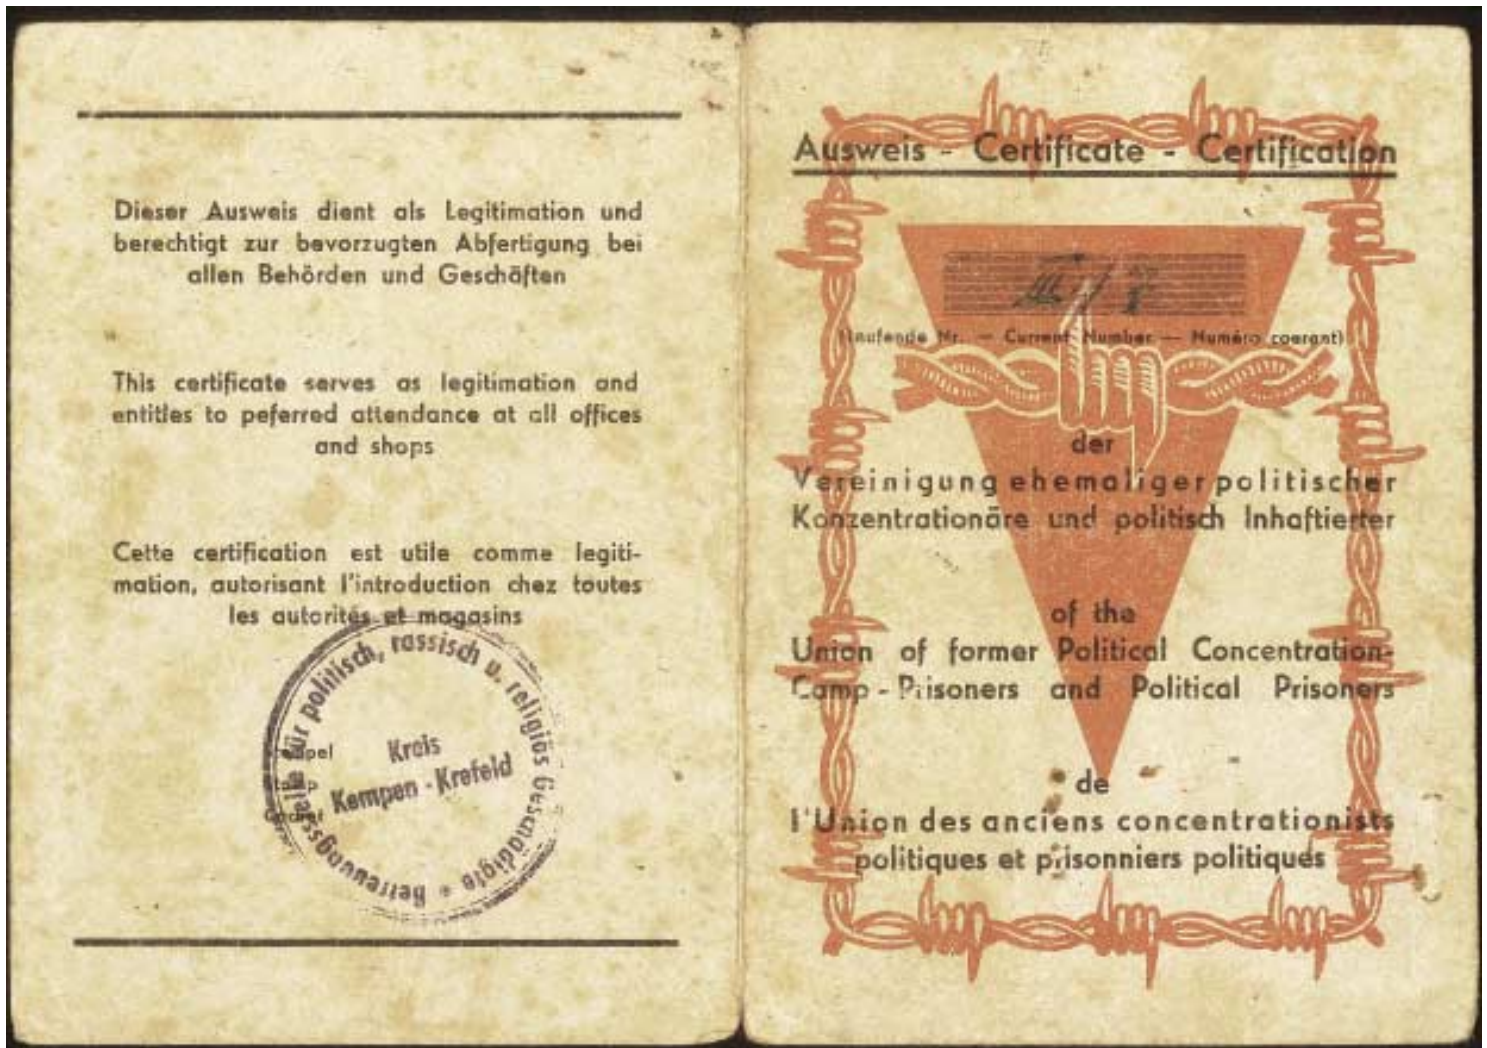 Dieser Ausweis dient als Legitimation und
berechtigt zur bevorzugten Abfertigung bei
allen Behörden und Geschäften
This certificate serves as legitimation and
entitles to peferred attendance at all offices
and shops
Cette certification est utile comme legiti-
mation, autorisant l'introduction chez toutes
les autorités et magasins
Betreuungsstelle für politisch, rassisch u. religiös Geschädigte
Kreis
Kempen-Krefeld
Stempel
Cachet
Ausweis - Certificate - Certification
(laufende Nr. — Current Number — Numéro courant)
der
Vereinigung ehemaliger politischer
Konzentrationäre und politisch Inhaftierter
of the
Union of former Political Concentration-
Camp-Prisoners and Political Prisoners
de
l'Union des anciens concentrationists
politiques et prisonniers politiques